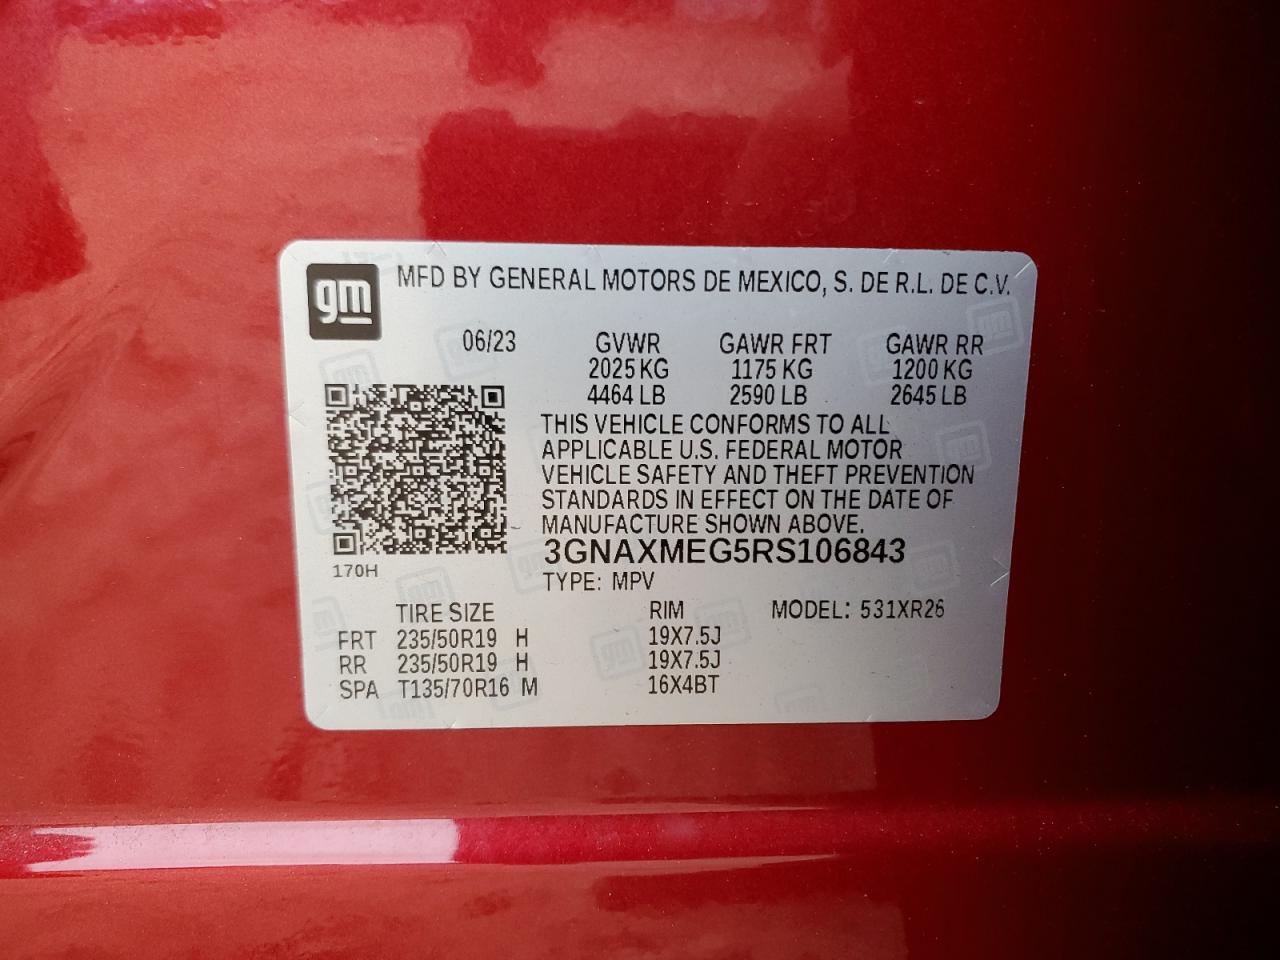 gm
MFD BY GENERAL MOTORS DE MEXICO, S. DE R.L. DE C.V.
06/23 GVWR GAWR FRT GAWR RR
2025 KG 1175 KG 1200 KG
4464 LB 2590 LB 2645 LB
THIS VEHICLE CONFORMS TO ALL
APPLICABLE U.S. FEDERAL MOTOR
VEHICLE SAFETY AND THEFT PREVENTION
STANDARDS IN EFFECT ON THE DATE OF
MANUFACTURE SHOWN ABOVE.
3GNAXMEG5RS106843
170H
TYPE: MPV
TIRE SIZE RIM MODEL: 531XR26
FRT 235/50R19 H 19X7.5J
RR 235/50R19 H 19X7.5J
SPA T135/70R16 M 16X4BT